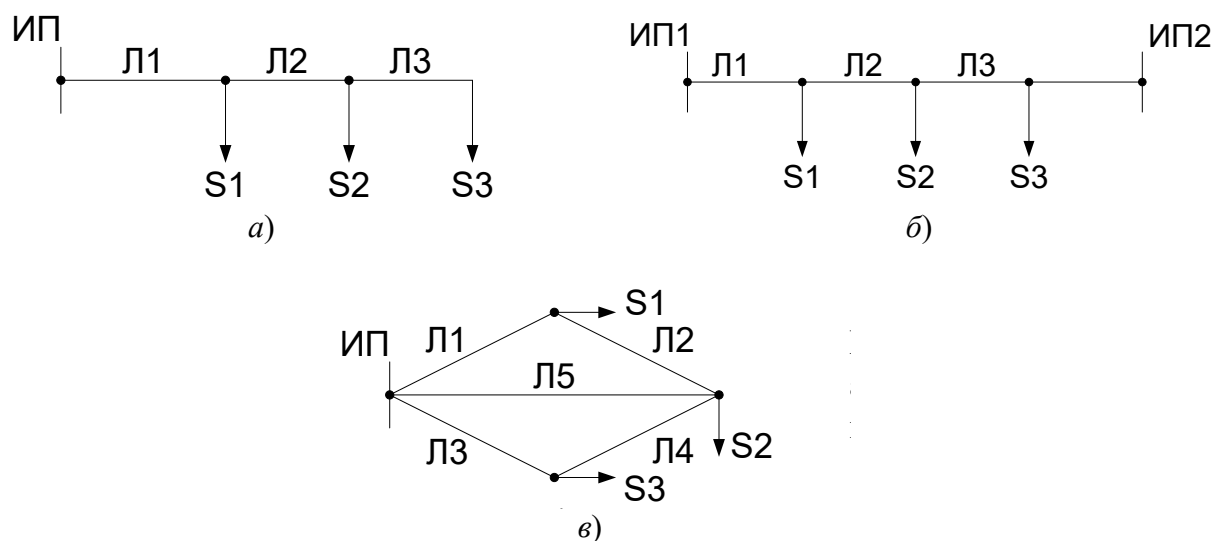 ИП
Л1 Л2 Л3
S1 S2 S3
а)
ИП1 ИП2
Л1 Л2 Л3
S1 S2 S3
б)
S1
ИП Л1 Л2
Л5
Л3 Л4 S2
S3
в)